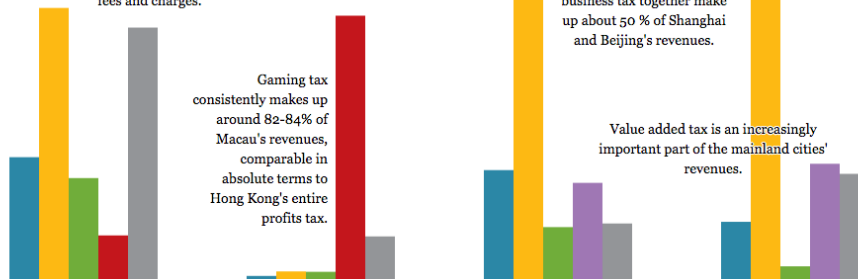 fees and charges.
business tax together make
up about 50 % of Shanghai
and Beijing's revenues.
Gaming tax
consistently makes up
around 82-84% of
Macau's revenues,
comparable in
absolute terms to
Hong Kong's entire
profits tax.
Value added tax is an increasingly
important part of the mainland cities'
revenues.